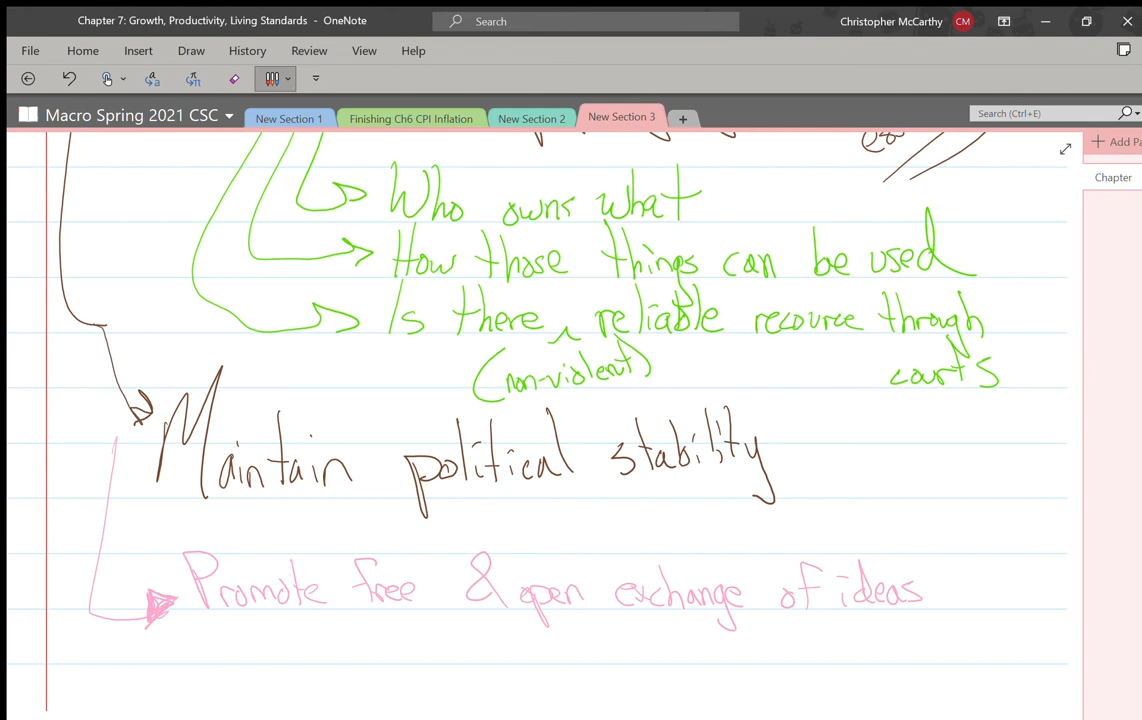 Chapter 7: Growth, Productivity, Living Standards - OneNote
Search
Christopher McCarthy CM
File Home Insert Draw History Review View Help
Macro Spring 2021 CSC
New Section 1 Finishing Ch6 CPI Inflation New Section 2 New Section 3 +
Search (Ctrl+E)
+ Add Pa
Chapter
Who owns what
How those things can be used
Is there reliable recourse through
(non-violent) courts
Maintain political stability
Promote free & open exchange of ideas